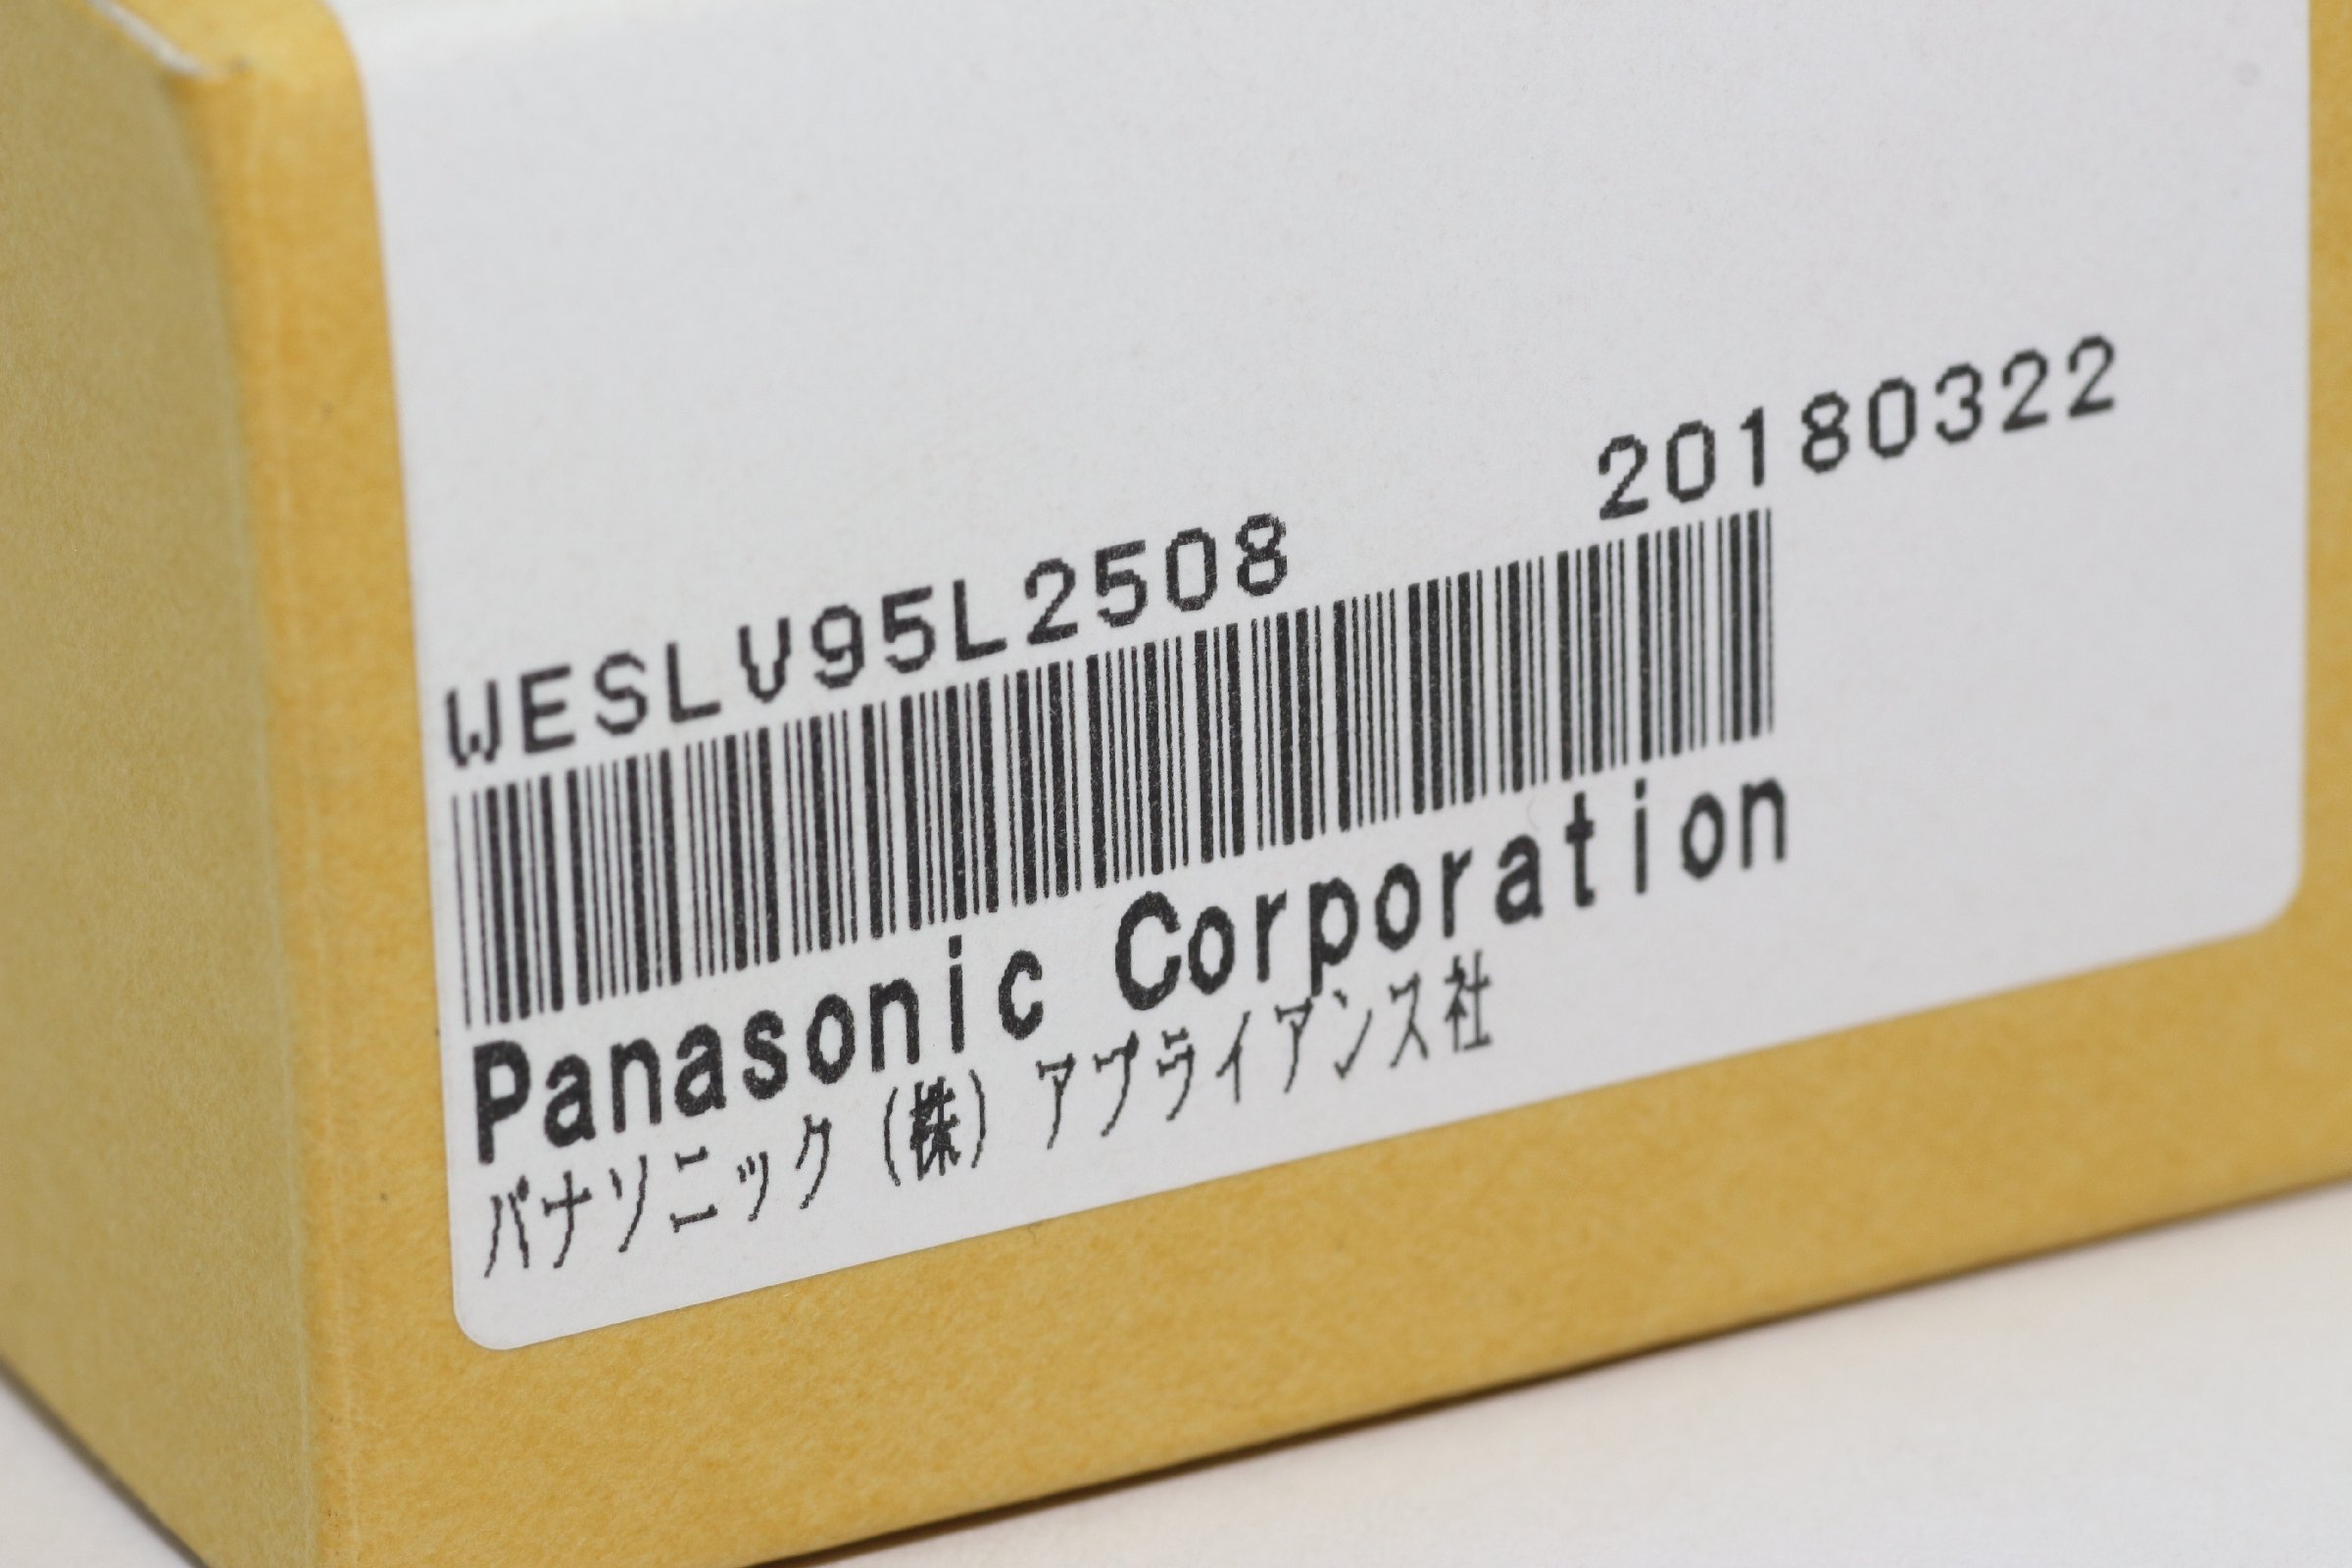 WESLV95L2508 20180322
Panasonic Corporation
パナソニック(株) アプライアンス社